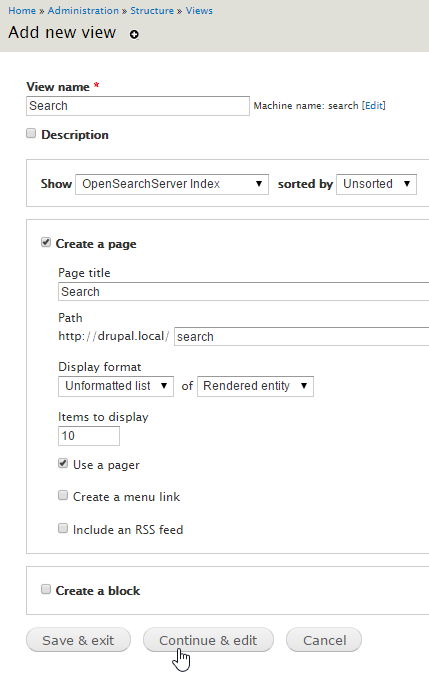 Home » Administration » Structure » Views
Add new view
View name *
Search Machine name: search [Edit]
Description
Show OpenSearchServer Index sorted by Unsorted
Create a page
Page title
Search
Path
http://drupal.local/ search
Display format
Unformatted list of Rendered entity
Items to display
10
Use a pager
Create a menu link
Include an RSS feed
Create a block
Save & exit Continue & edit Cancel